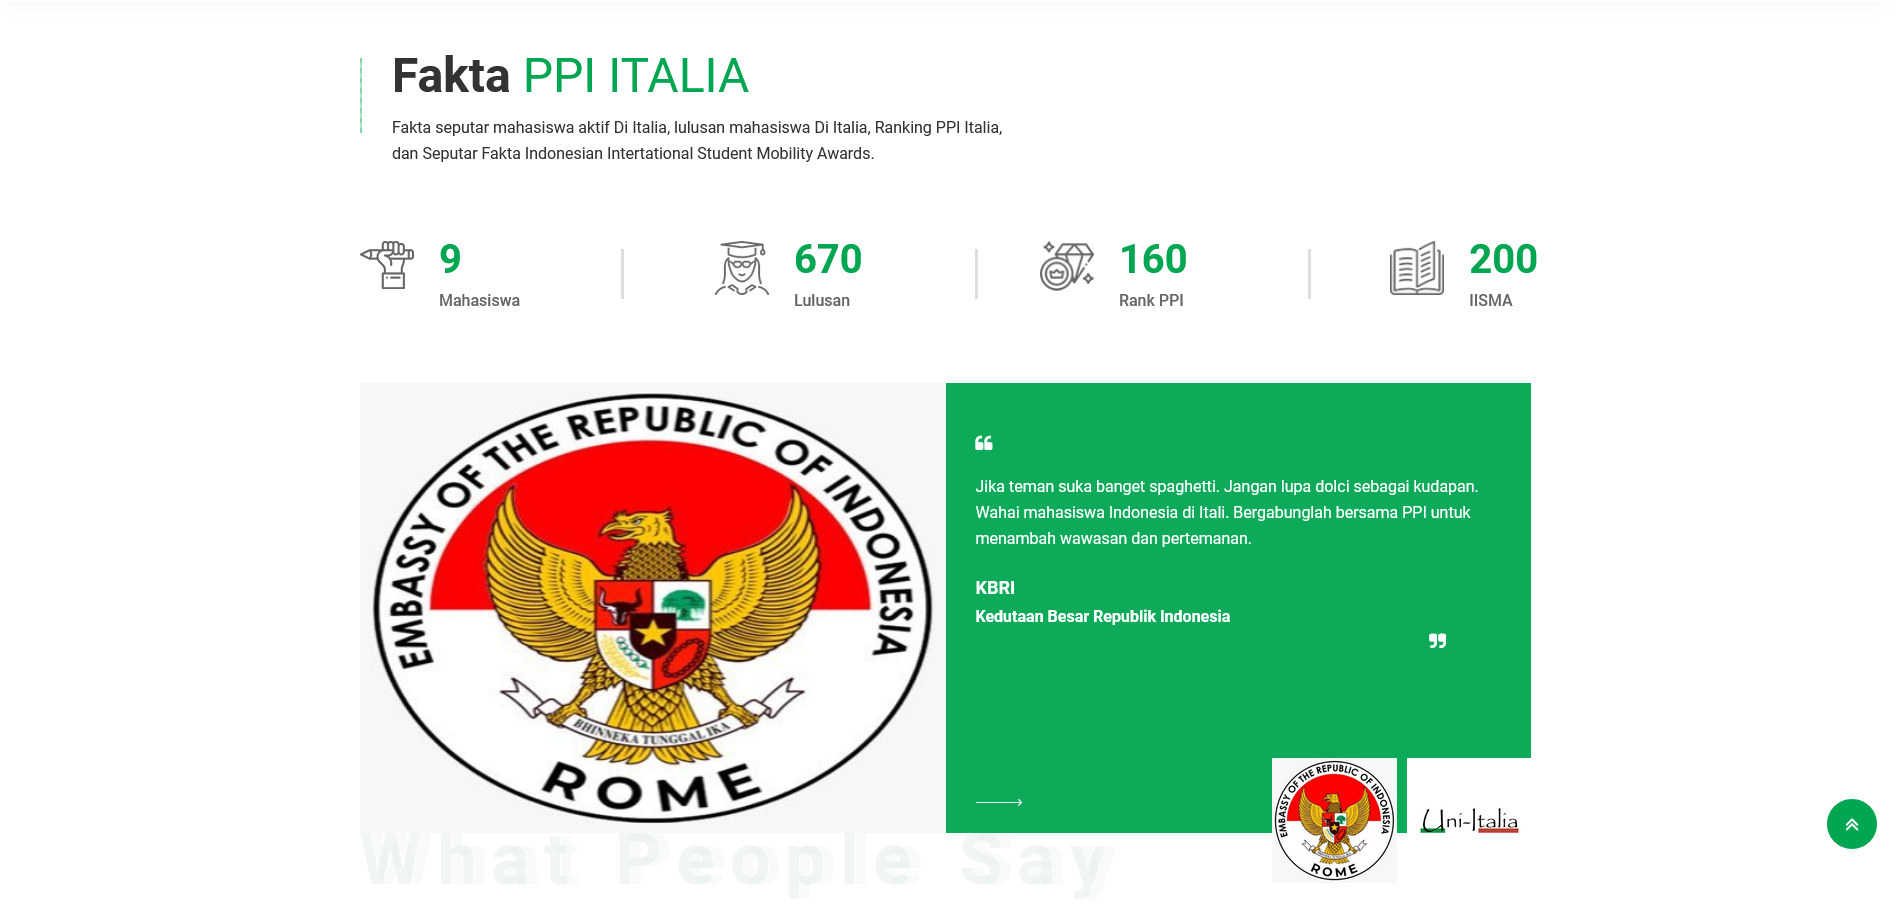 Fakta PPI ITALIA
Fakta seputar mahasiswa aktif Di Italia, lulusan mahasiswa Di Italia, Ranking PPI Italia,
dan Seputar Fakta Indonesian Intertational Student Mobility Awards.
9
Mahasiswa
670
Lulusan
160
Rank PPI
200
IISMA
EMBASSY OF THE REPUBLIC OF INDONESIA
BHINNEKA TUNGGAL IKA
ROME
“
Jika teman suka banget spaghetti. Jangan lupa dolci sebagai kudapan.
Wahai mahasiswa Indonesia di Itali. Bergabunglah bersama PPI untuk
menambah wawasan dan pertemanan.
KBRI
Kedutaan Besar Republik Indonesia
”
EMBASSY OF THE REPUBLIC OF INDONESIA
ROME
Uni-Italia
What People Say